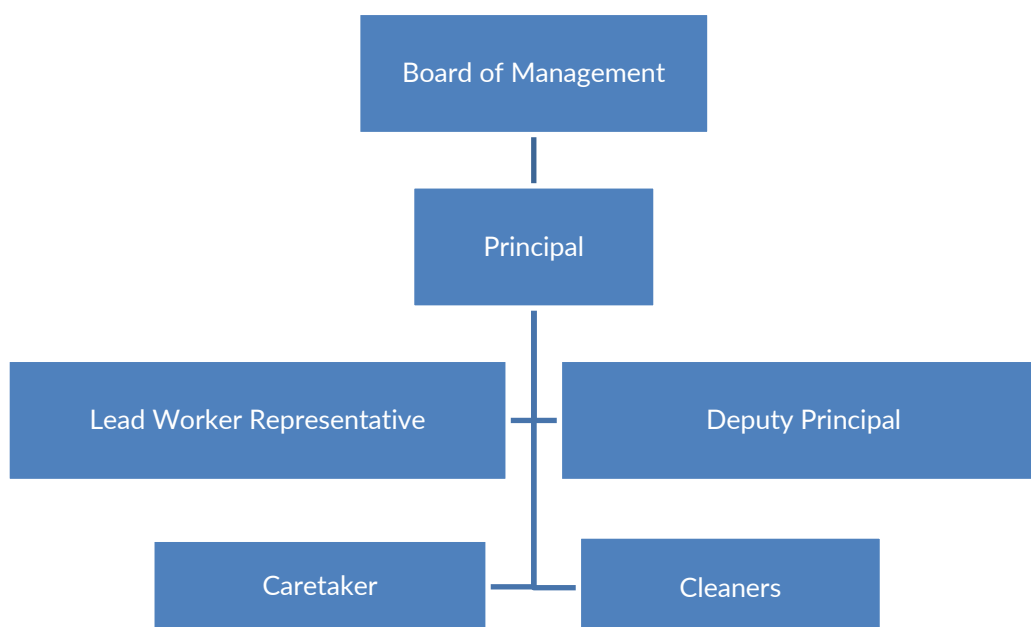 Board of Management
Principal
Lead Worker Representative
Deputy Principal
Caretaker
Cleaners